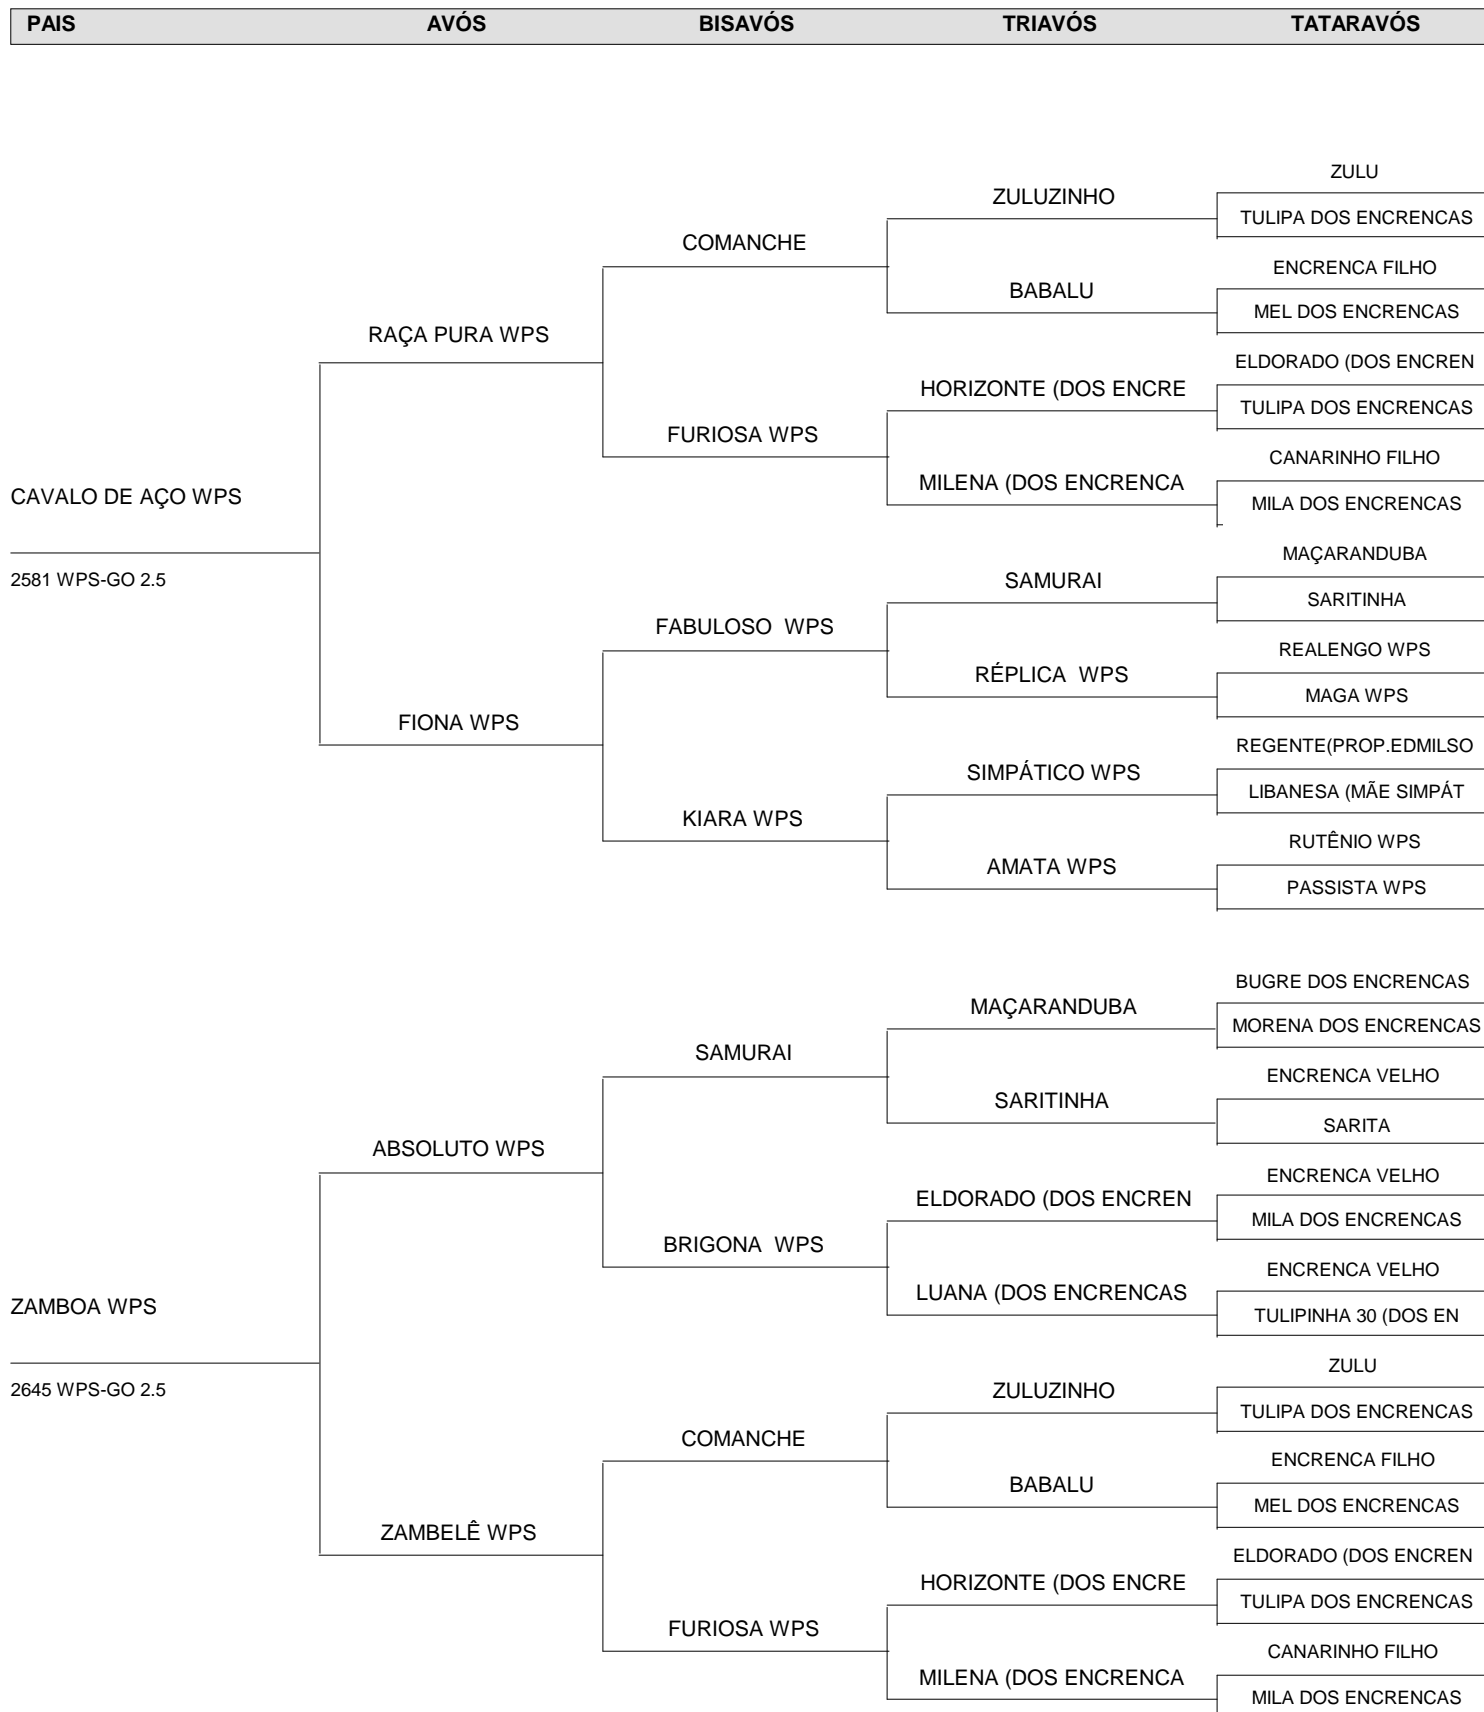 PAIS AVÓS BISAVÓS TRIAVÓS TATARAVÓS
ZULU
ZULUZINHO
TULIPA DOS ENCRENCAS
COMANCHE
ENCRENCA FILHO
BABALU
MEL DOS ENCRENCAS
RAÇA PURA WPS
ELDORADO (DOS ENCREN
HORIZONTE (DOS ENCRE
TULIPA DOS ENCRENCAS
FURIOSA WPS
CANARINHO FILHO
MILENA (DOS ENCRENCA
CAVALO DE AÇO WPS
MILA DOS ENCRENCAS
MAÇARANDUBA
2581 WPS-GO 2.5
SAMURAI
SARITINHA
FABULOSO  WPS
REALENGO WPS
RÉPLICA  WPS
MAGA WPS
FIONA WPS
REGENTE(PROP.EDMILSO
SIMPÁTICO WPS
LIBANESA (MÃE SIMPÁT
KIARA WPS
RUTÊNIO WPS
AMATA WPS
PASSISTA WPS
BUGRE DOS ENCRENCAS
MAÇARANDUBA
MORENA DOS ENCRENCAS
SAMURAI
ENCRENCA VELHO
SARITINHA
SARITA
ABSOLUTO WPS
ENCRENCA VELHO
ELDORADO (DOS ENCREN
MILA DOS ENCRENCAS
BRIGONA  WPS
ENCRENCA VELHO
LUANA (DOS ENCRENCAS
ZAMBOA WPS
TULIPINHA 30 (DOS EN
ZULU
2645 WPS-GO 2.5
ZULUZINHO
TULIPA DOS ENCRENCAS
COMANCHE
ENCRENCA FILHO
BABALU
MEL DOS ENCRENCAS
ZAMBELÊ WPS
ELDORADO (DOS ENCREN
HORIZONTE (DOS ENCRE
TULIPA DOS ENCRENCAS
FURIOSA WPS
CANARINHO FILHO
MILENA (DOS ENCRENCA
MILA DOS ENCRENCAS